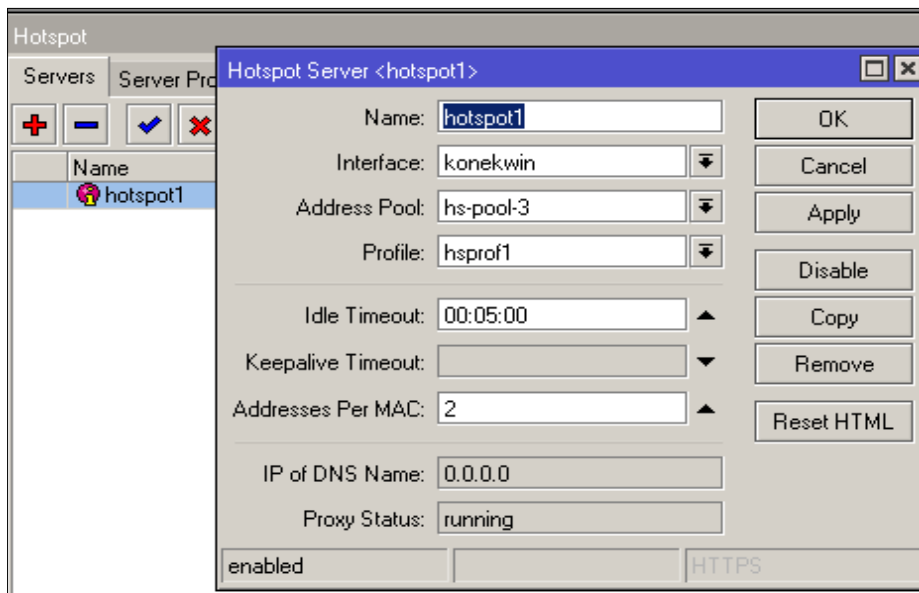 Hotspot
Servers Server Pro
Name
hotspot1
Hotspot Server <hotspot1>
Name: hotspot1
Interface: konekwin
Address Pool: hs-pool-3
Profile: hsprof1
Idle Timeout: 00:05:00
Keepalive Timeout:
Addresses Per MAC: 2
IP of DNS Name: 0.0.0.0
Proxy Status: running
OK
Cancel
Apply
Disable
Copy
Remove
Reset HTML
enabled
HTTPS